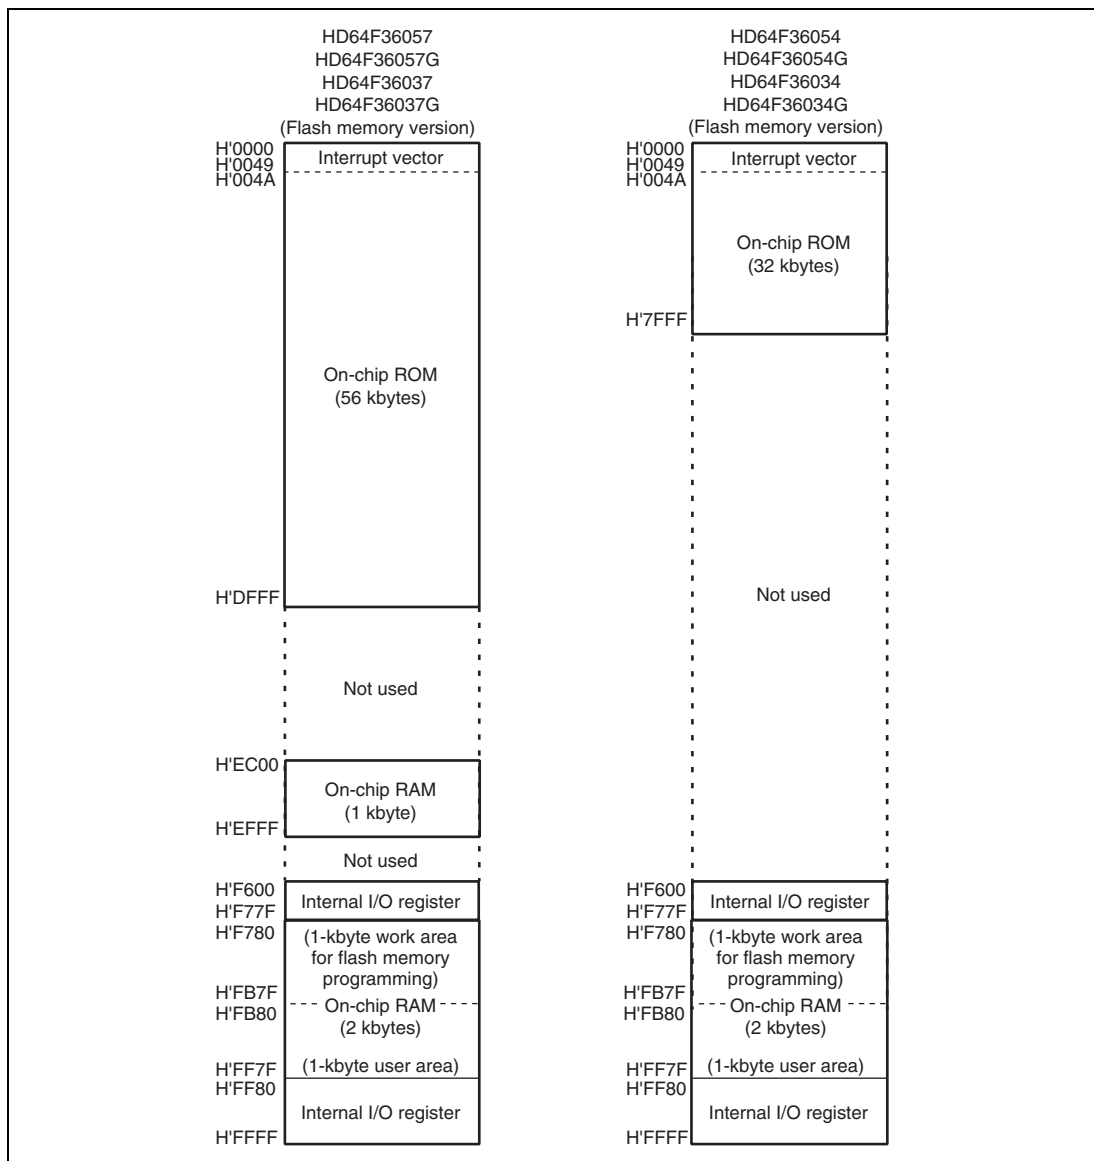 HD64F36057
HD64F36057G
HD64F36037
HD64F36037G
(Flash memory version)
H'0000
H'0049
H'004A
Interrupt vector
On-chip ROM
(56 kbytes)
H'DFFF
Not used
H'EC00
On-chip RAM
(1 kbyte)
H'EFFF
Not used
H'F600
Internal I/O register
H'F77F
H'F780
(1-kbyte work area
for flash memory
programming)
H'FB7F
H'FB80
On-chip RAM
(2 kbytes)
(1-kbyte user area)
H'FF7F
H'FF80
Internal I/O register
H'FFFF
HD64F36054
HD64F36054G
HD64F36034
HD64F36034G
(Flash memory version)
H'0000
H'0049
H'004A
Interrupt vector
On-chip ROM
(32 kbytes)
H'7FFF
Not used
H'F600
Internal I/O register
H'F77F
H'F780
(1-kbyte work area
for flash memory
programming)
H'FB7F
H'FB80
On-chip RAM
(2 kbytes)
(1-kbyte user area)
H'FF7F
H'FF80
Internal I/O register
H'FFFF